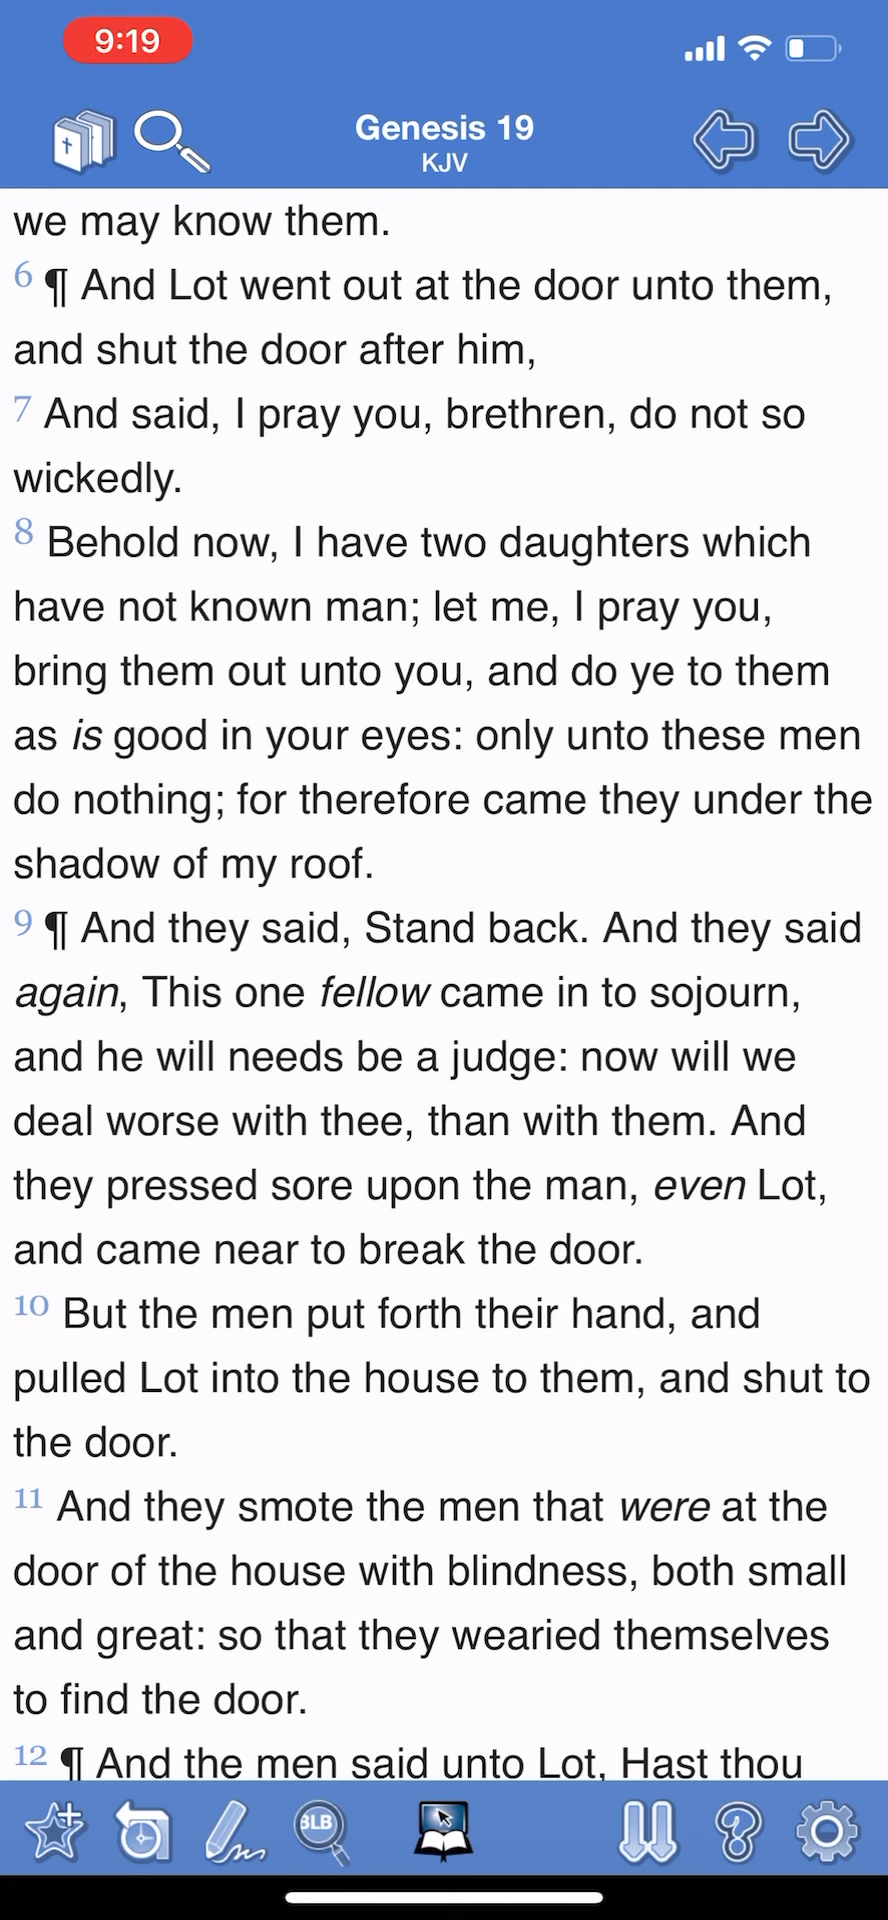 9:19
Genesis 19
KJV
we may know them.
6 ¶ And Lot went out at the door unto them,
and shut the door after him,
7 And said, I pray you, brethren, do not so
wickedly.
8 Behold now, I have two daughters which
have not known man; let me, I pray you,
bring them out unto you, and do ye to them
as is good in your eyes: only unto these men
do nothing; for therefore came they under the
shadow of my roof.
9 ¶ And they said, Stand back. And they said
again, This one fellow came in to sojourn,
and he will needs be a judge: now will we
deal worse with thee, than with them. And
they pressed sore upon the man, even Lot,
and came near to break the door.
10 But the men put forth their hand, and
pulled Lot into the house to them, and shut to
the door.
11 And they smote the men that were at the
door of the house with blindness, both small
and great: so that they wearied themselves
to find the door.
12 ¶ And the men said unto Lot, Hast thou
BLB